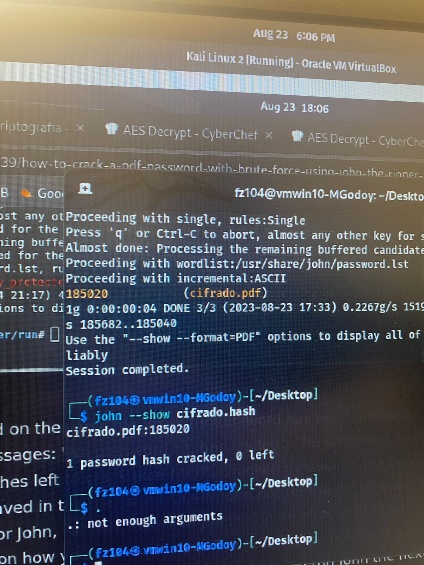 Aug 23 6:06 PM
Kali Linux 2 [Running] - Oracle VM VirtualBox
Aug 23 18:06
riptografia × AES Decrypt - CyberChef × AES Decrypt - CyberChe
39/how-to-crack-a-pdf-password-with-brute-force-using-john-the-ripper-
B Goo
fz104@vmwin10-MGodoy: ~/Deskto
ost any ot
Proceeding with single, rules:Single
d for the
Press 'q' or Ctrl-C to abort, almost any other key for s
ning buffe
Almost done: Processing the remaining buffered candidate
ed for the
Proceeding with wordlist:/usr/share/john/password.lst
rd.lst, ru
Proceeding with incremental:ASCII
185020 (cifrado.pdf)
4 21:17) 4
1g 0:00:00:04 DONE 3/3 (2023-08-23 17:33) 0.2267g/s 1519
ions to di
s 185682..185040
Use the "--show --format=PDF" options to display all of
er/run#
liably
Session completed.
(fz104㉿vmwin10-MGodoy)-[~/Desktop]
$ john --show cifrado.hash
d on the
cifrado.pdf:185020
ssages:
1 password hash cracked, 0 left
hes left
(fz104㉿vmwin10-MGodoy)-[~/Desktop]
aved in t
$ .
or John,
.: not enough arguments
on how y
(fz104㉿vmwin10-MGodoy)-[~/Desktop]
$